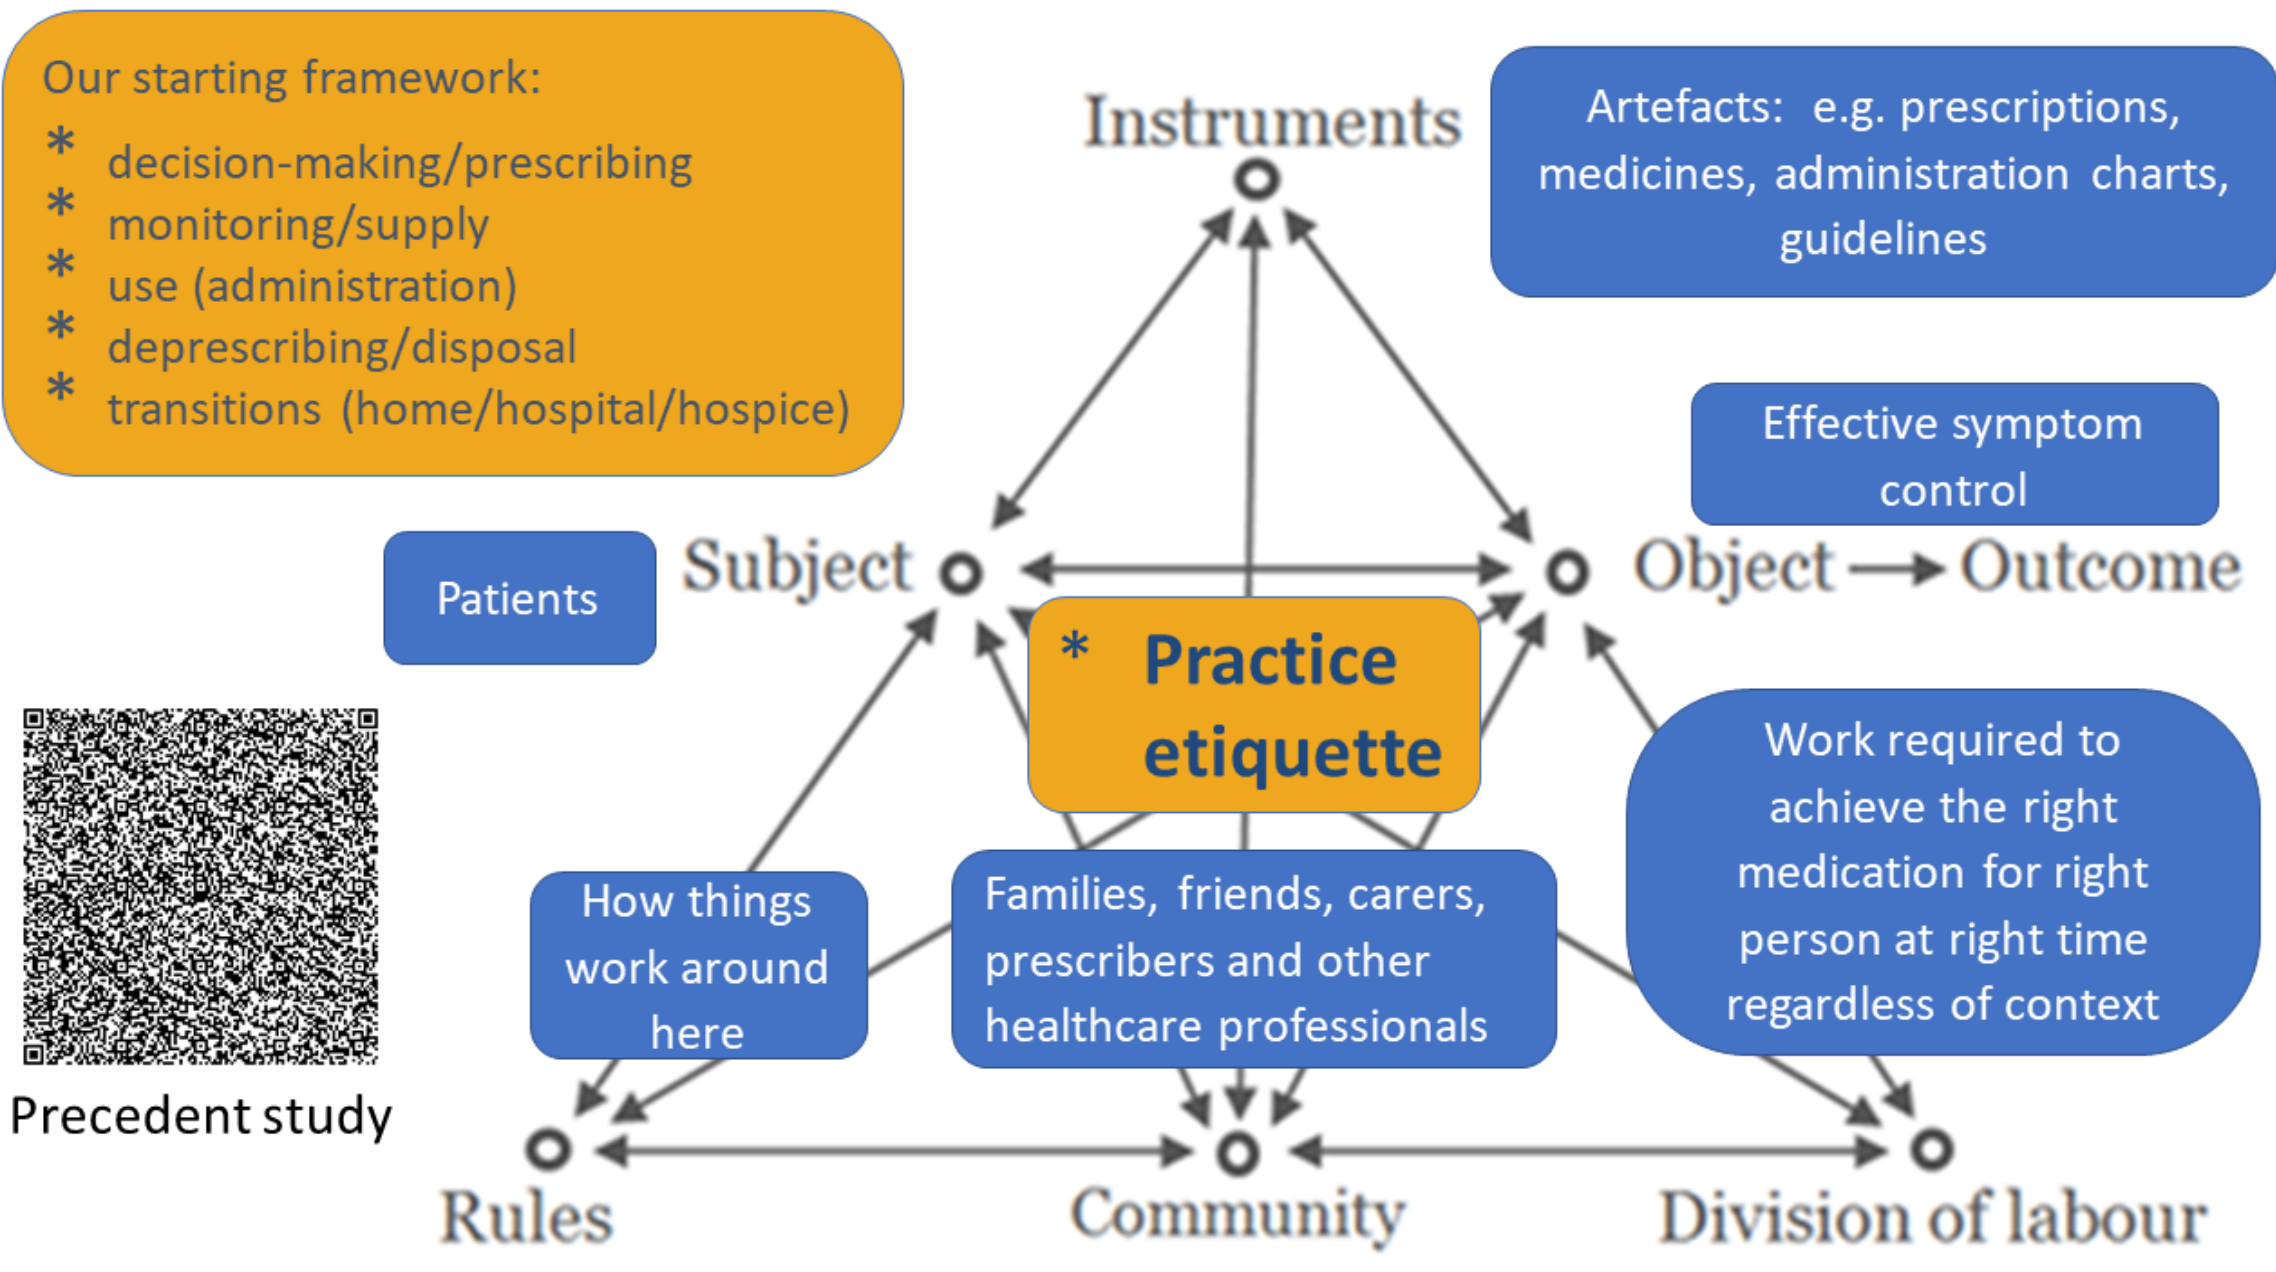 Our starting framework:
* decision-making/prescribing
* monitoring/supply
* use (administration)
* deprescribing/disposal
* transitions (home/hospital/hospice)
Instruments
Artefacts: e.g. prescriptions,
medicines, administration charts,
guidelines
Effective symptom
control
Patients
Subject
Object
Outcome
* Practice
etiquette
How things
work around
here
Families, friends, carers,
prescribers and other
healthcare professionals
Work required to
achieve the right
medication for right
person at right time
regardless of context
Precedent study
Rules
Community
Division of labour